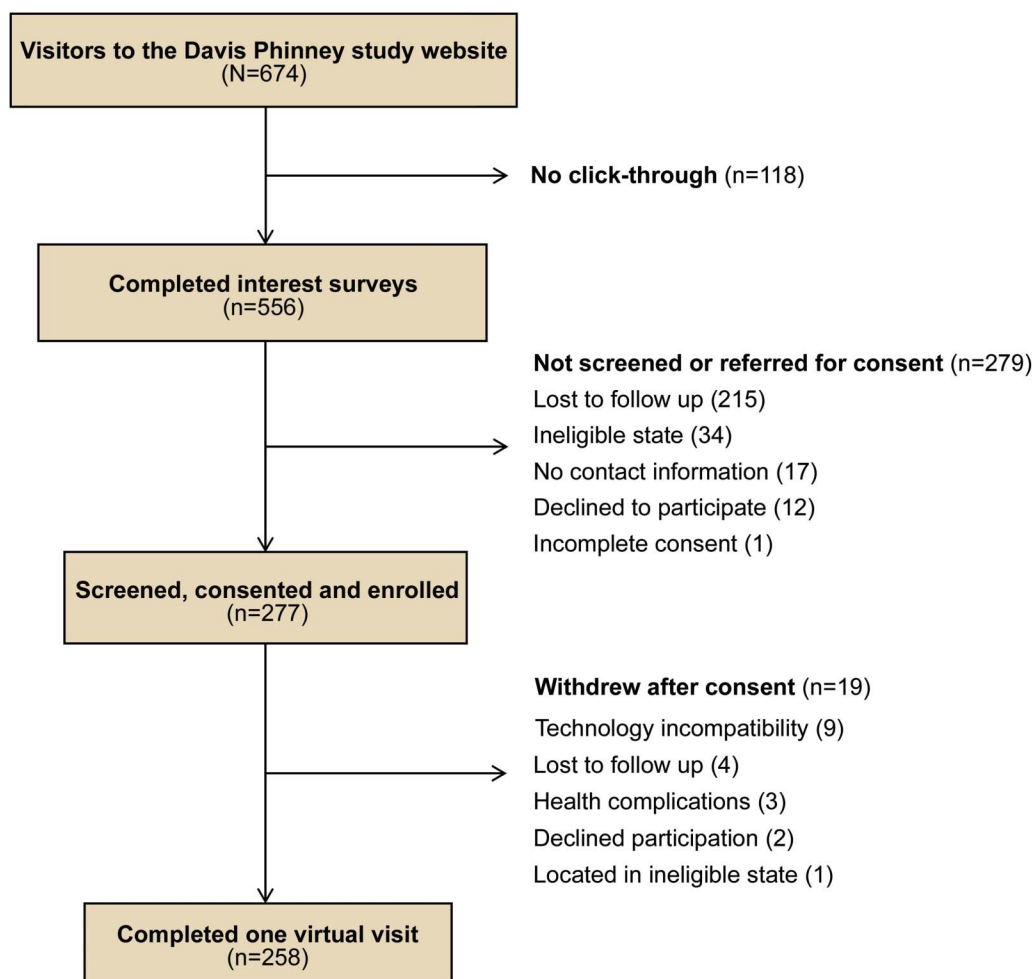 Visitors to the Davis Phinney study website
(N=674)
No click-through (n=118)
Completed interest surveys
(n=556)
Not screened or referred for consent (n=279)
Lost to follow up (215)
Ineligible state (34)
No contact information (17)
Declined to participate (12)
Incomplete consent (1)
Screened, consented and enrolled
(n=277)
Withdrew after consent (n=19)
Technology incompatibility (9)
Lost to follow up (4)
Health complications (3)
Declined participation (2)
Located in ineligible state (1)
Completed one virtual visit
(n=258)